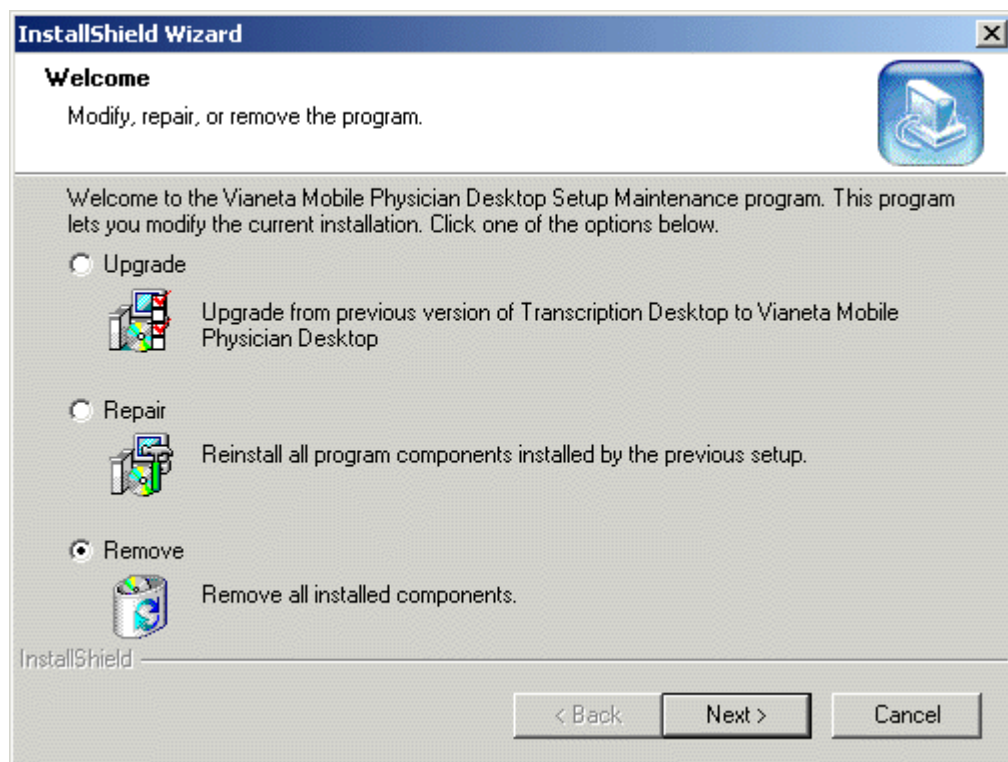 InstallShield Wizard
Welcome
Modify, repair, or remove the program.
Welcome to the Vianeta Mobile Physician Desktop Setup Maintenance program. This program
lets you modify the current installation. Click one of the options below.
Upgrade
Upgrade from previous version of Transcription Desktop to Vianeta Mobile
Physician Desktop
Repair
Reinstall all program components installed by the previous setup.
Remove
Remove all installed components.
InstallShield
< Back Next > Cancel